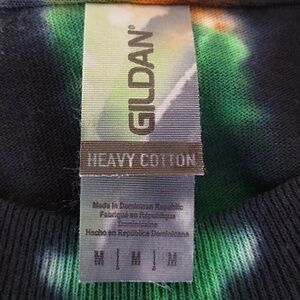 GILDAN®
HEAVY COTTON
Made in Dominican Republic
Fabriqué en République
Dominicaine
Hecho en República Dominicana
M | M | M